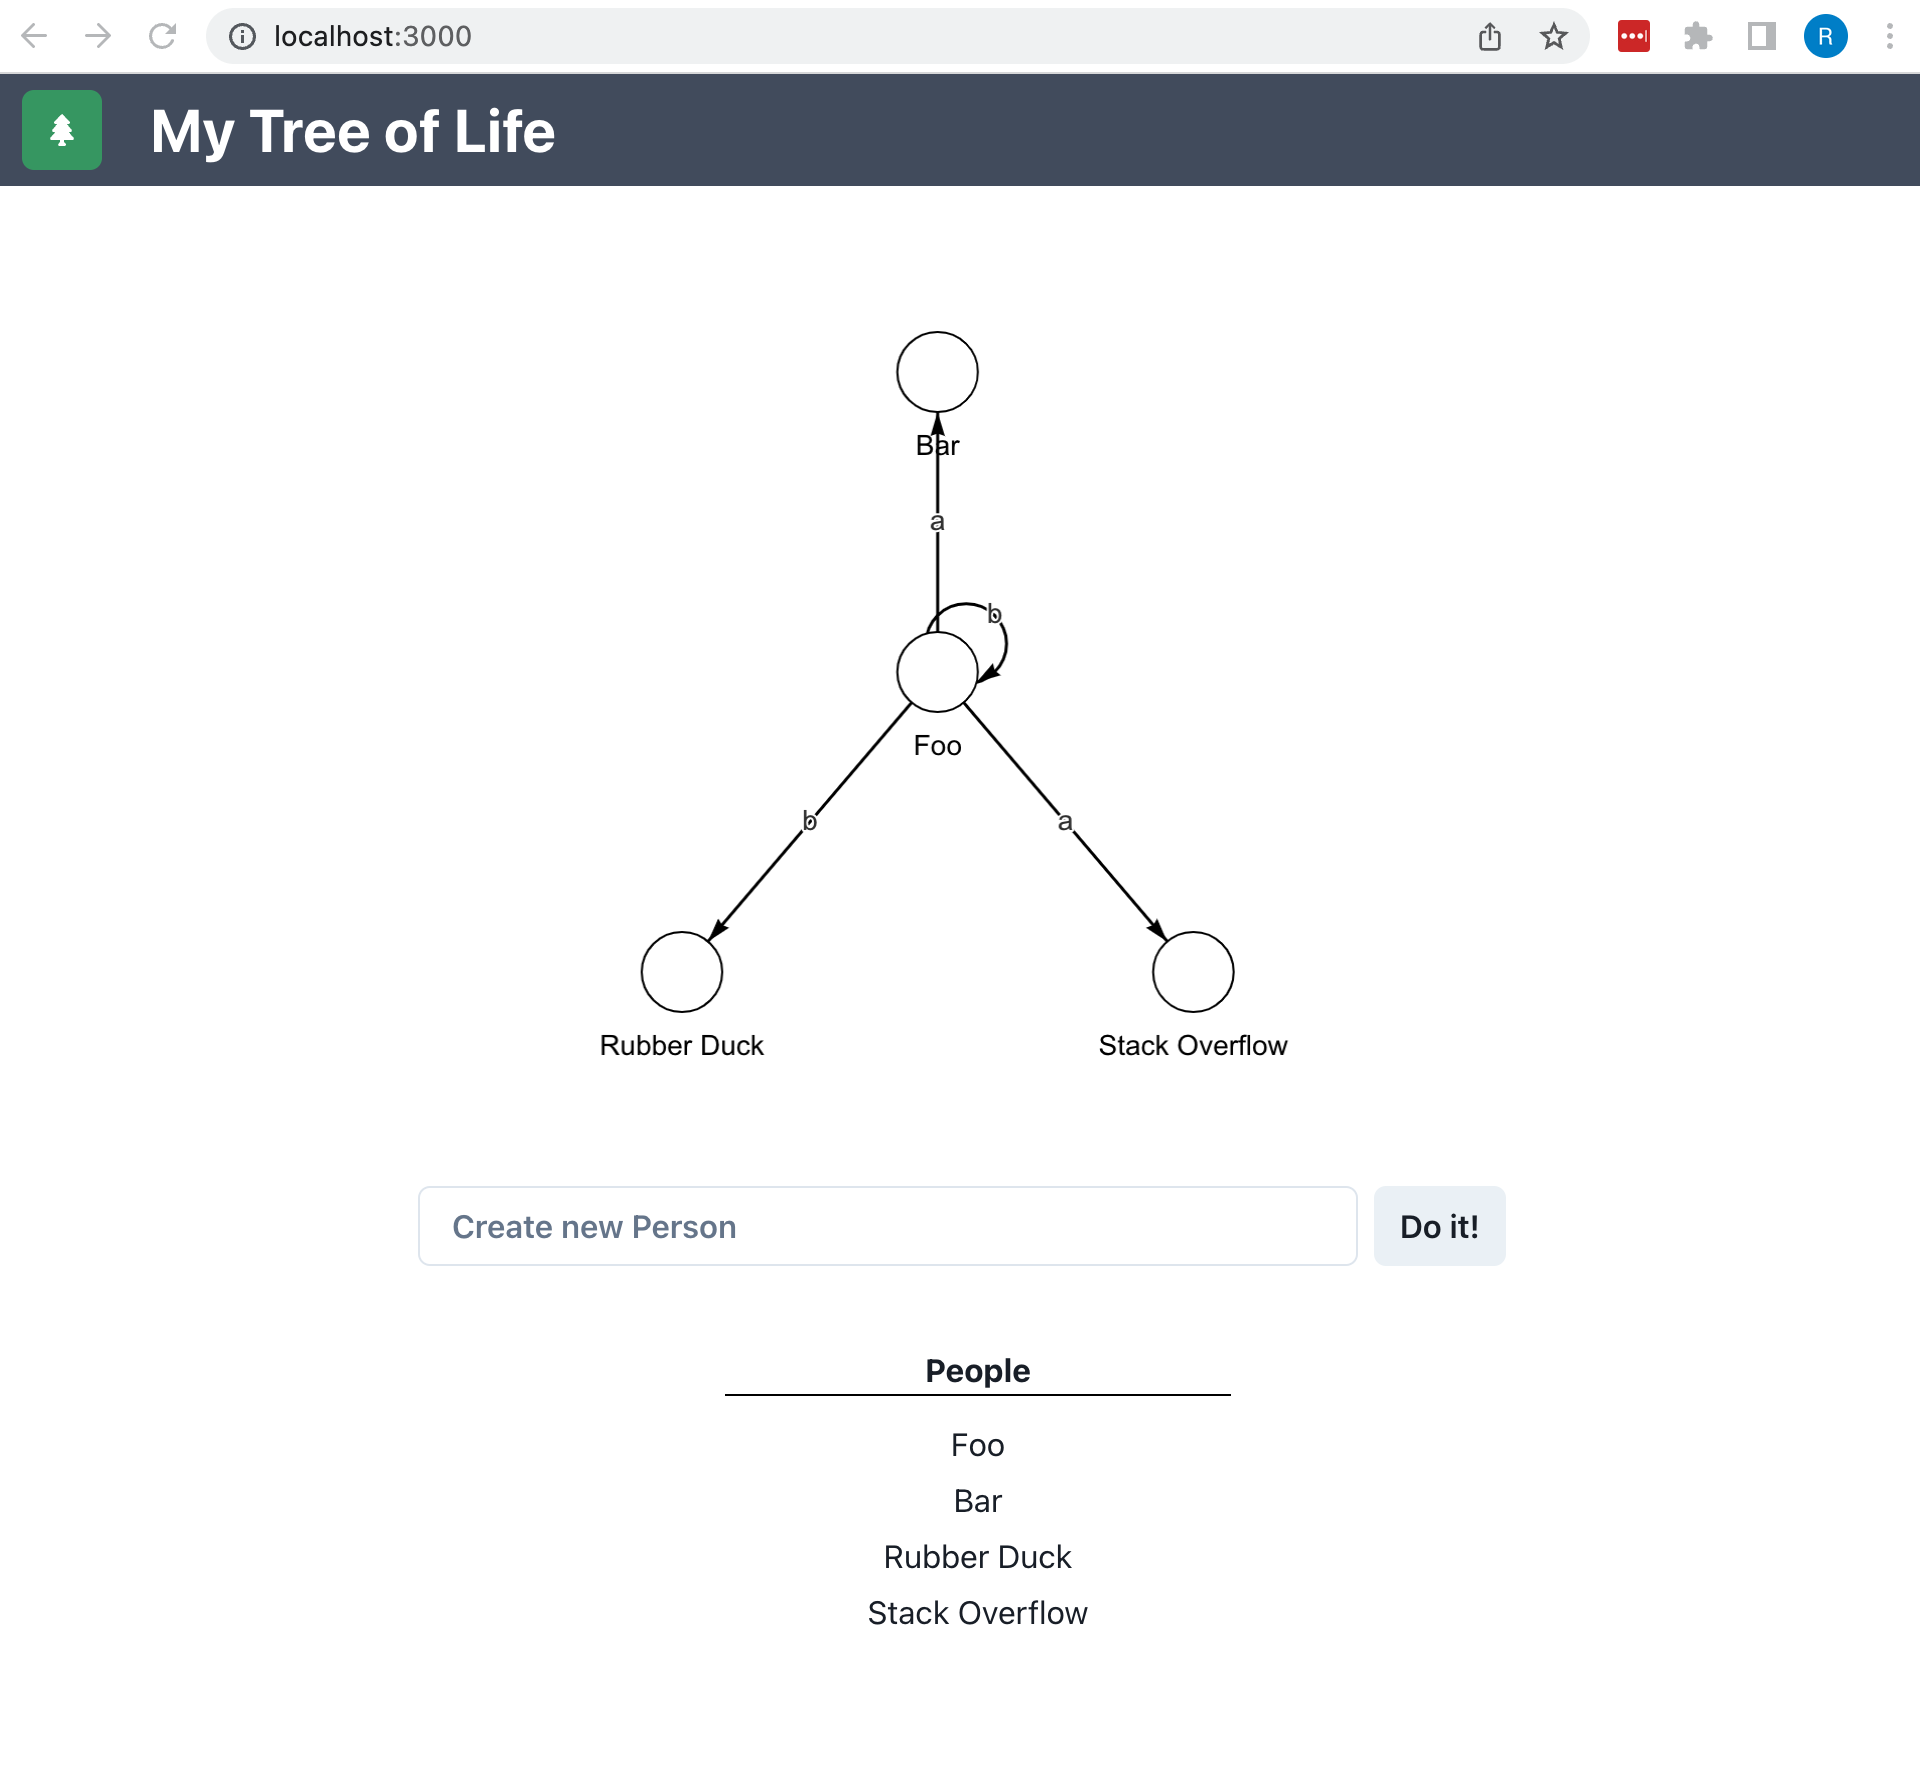 localhost:3000
R
My Tree of Life
Bar
a
b
Foo
b
a
Rubber Duck
Stack Overflow
Create new Person
Do it!
People
Foo
Bar
Rubber Duck
Stack Overflow